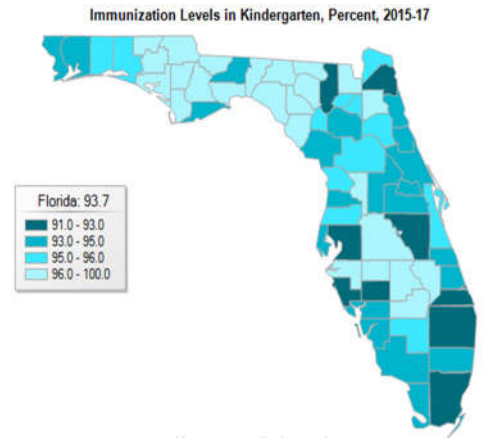 Immunization Levels in Kindergarten, Percent, 2015-17
Florida: 93.7
91.0 - 93.0
93.0 - 95.0
95.0 - 96.0
96.0 - 100.0